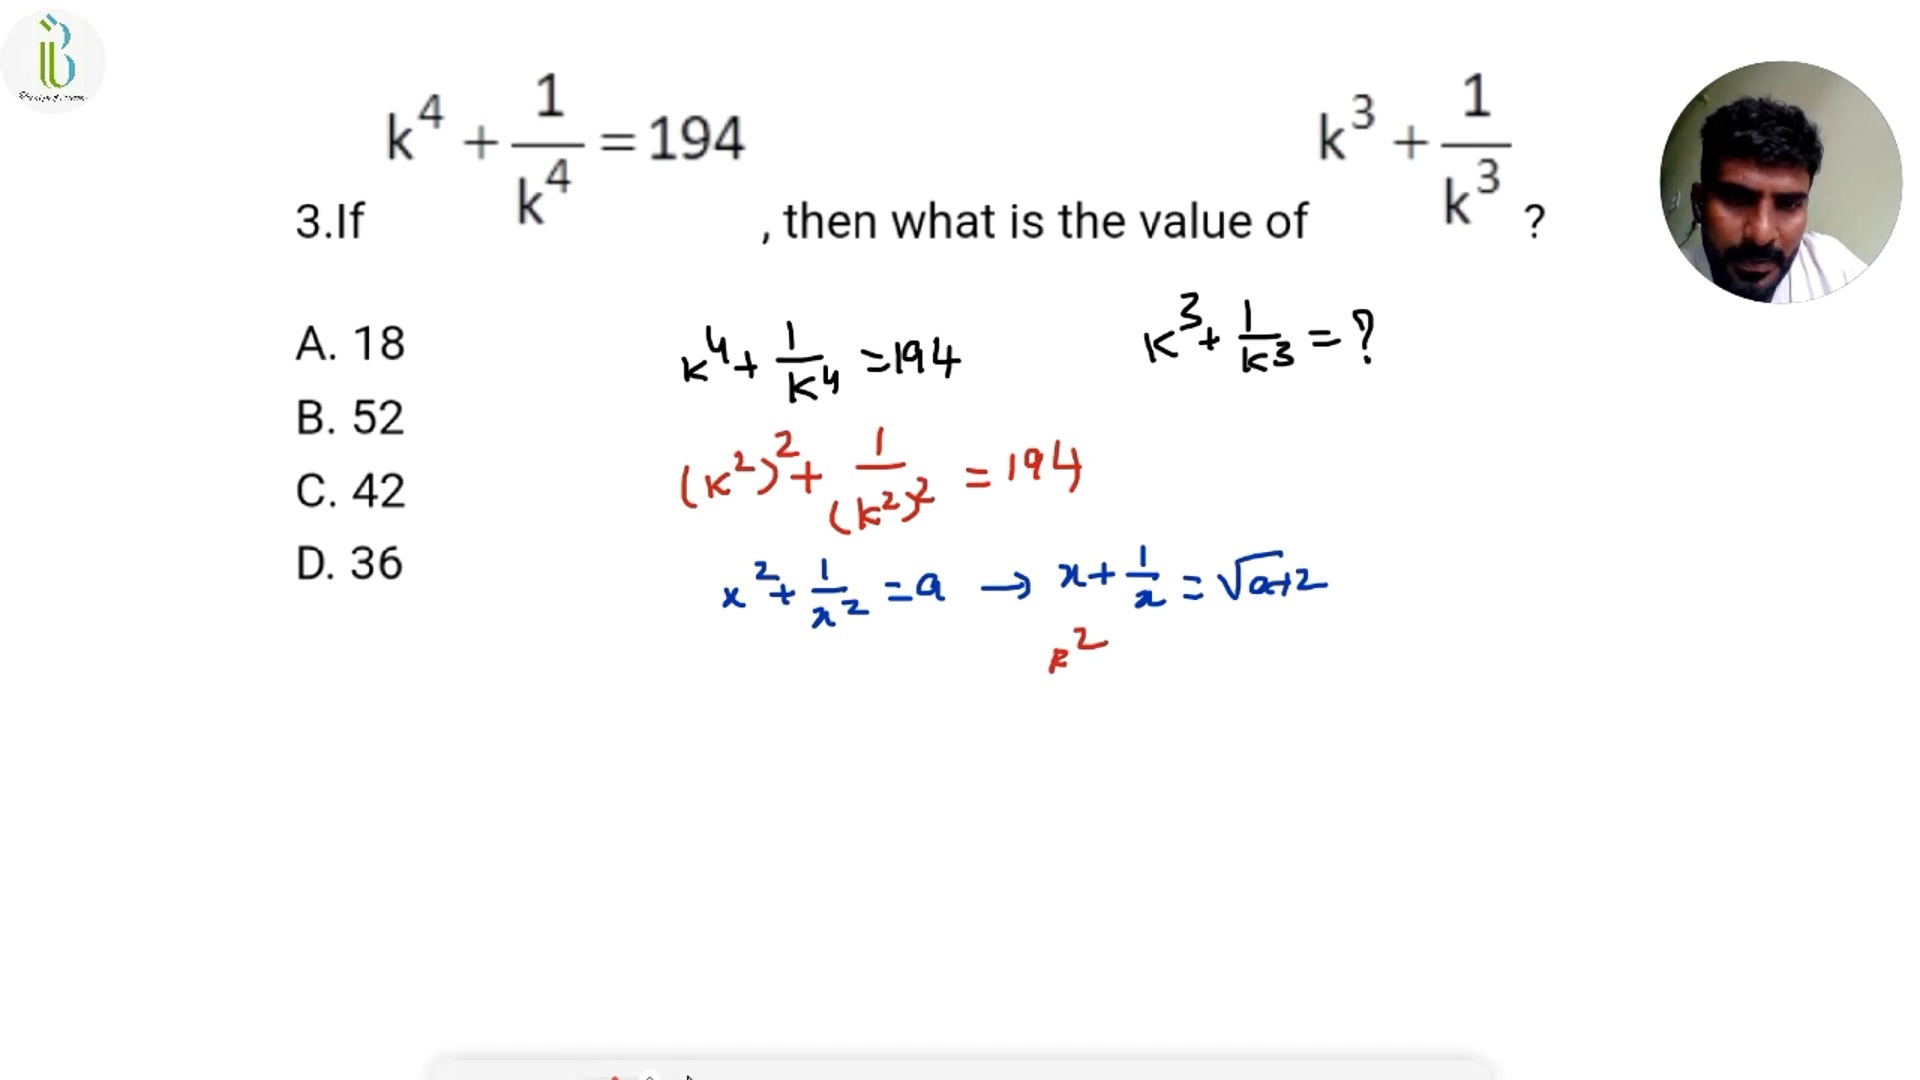 k⁴ + 1/k⁴ = 194
k³ + 1/k³
3.If , then what is the value of ?
A. 18
B. 52
C. 42
D. 36
k⁴ + 1/k⁴ = 194
k³ + 1/k³ = ?
(k²)² + 1/(k²)² = 194
x² + 1/x² = a → x + 1/x = √a+2
k²